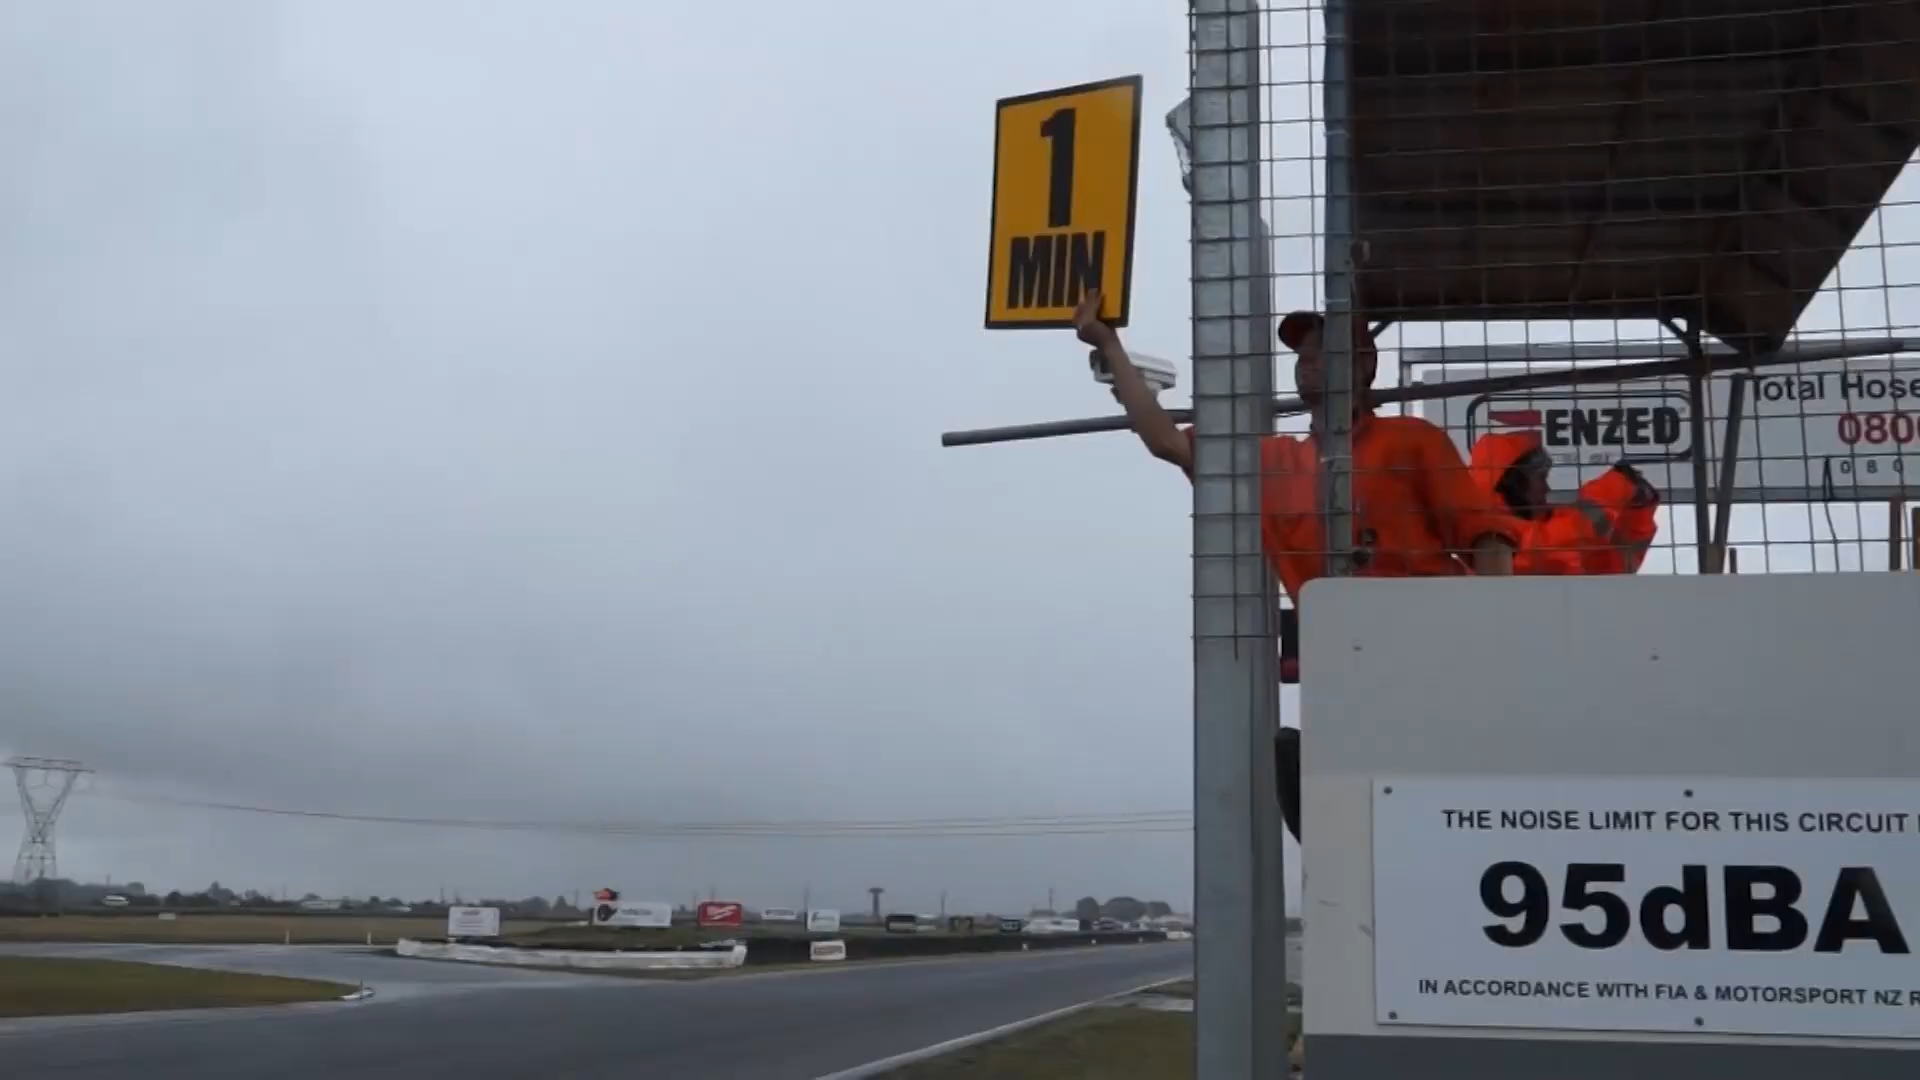 1
MIN
ENZED
Total Hose
080
080
THE NOISE LIMIT FOR THIS CIRCUIT
95dBA
IN ACCORDANCE WITH FIA & MOTORSPORT NZ R